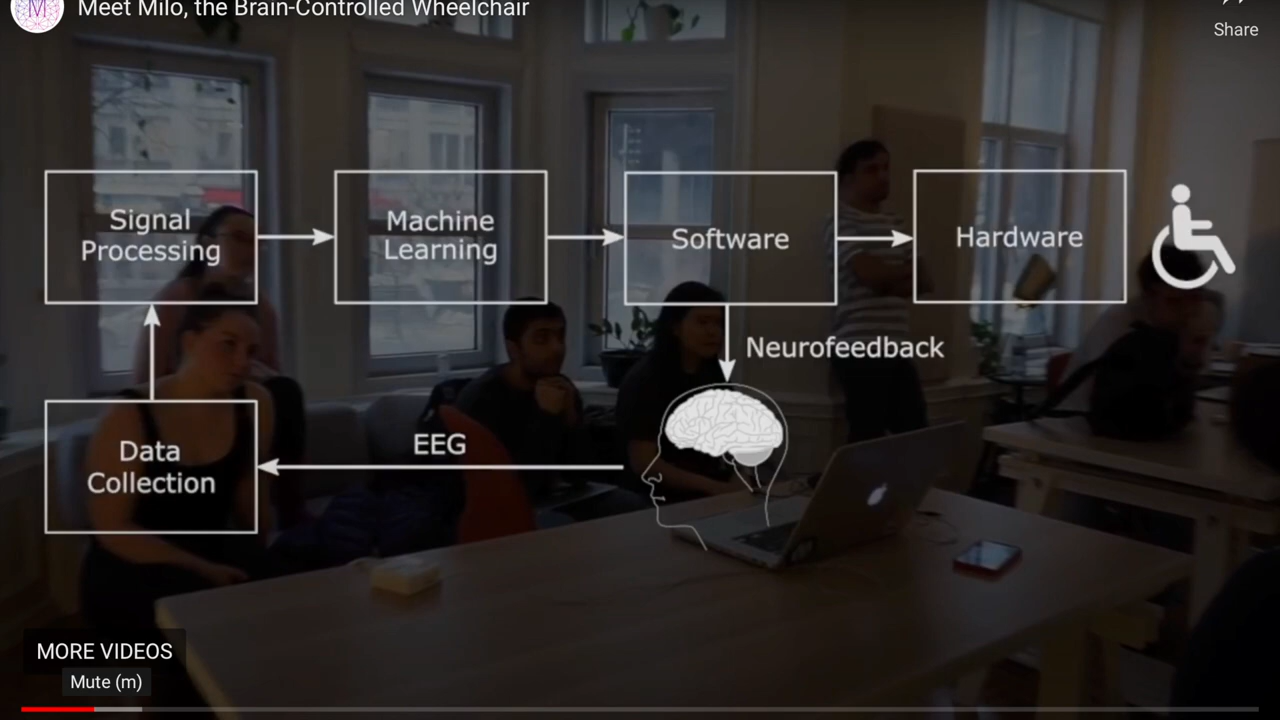 M
Meet Milo, the Brain-Controlled Wheelchair
Share
Signal
Processing
Machine
Learning
Software
Hardware
Neurofeedback
EEG
Data
Collection
MORE VIDEOS
Mute (m)